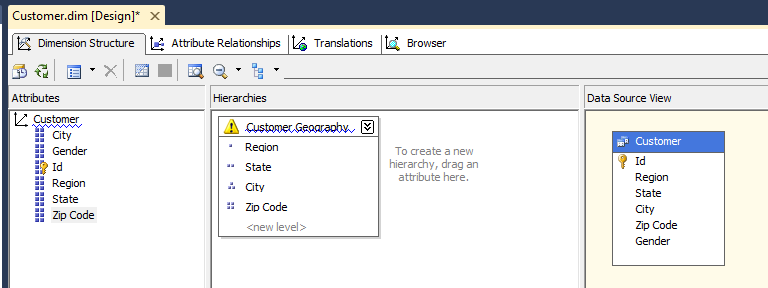 Customer.dim [Design]*
Dimension Structure
Attribute Relationships
Translations
Browser
Attributes
Customer
City
Gender
Id
Region
State
Zip Code
Hierarchies
Customer Geography
Region
State
City
Zip Code
<new level>
To create a new
hierarchy, drag an
attribute here.
Data Source View
Customer
Id
Region
State
City
Zip Code
Gender